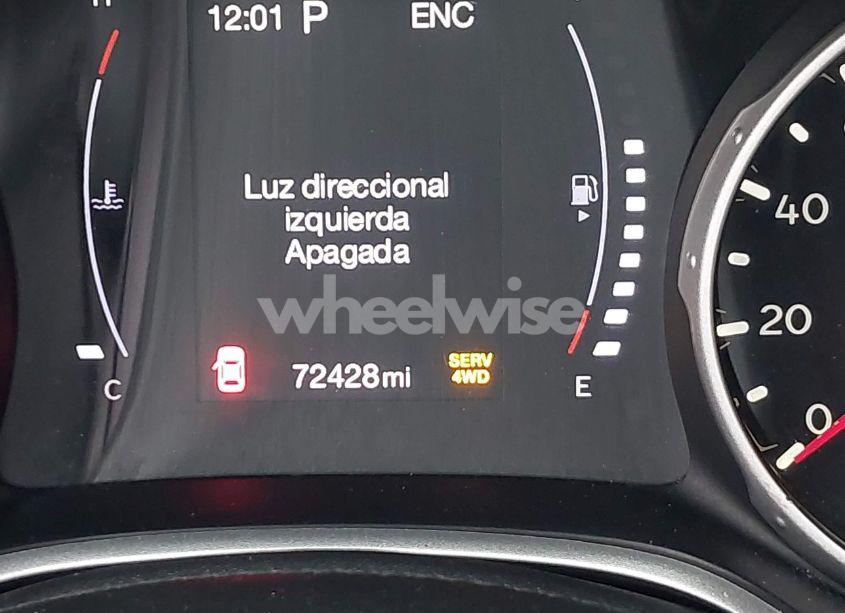 12:01 P ENC
Luz direccional
izquierda
Apagada
wheelwise
72428mi
SERV
4WD
C
E
40
20
0